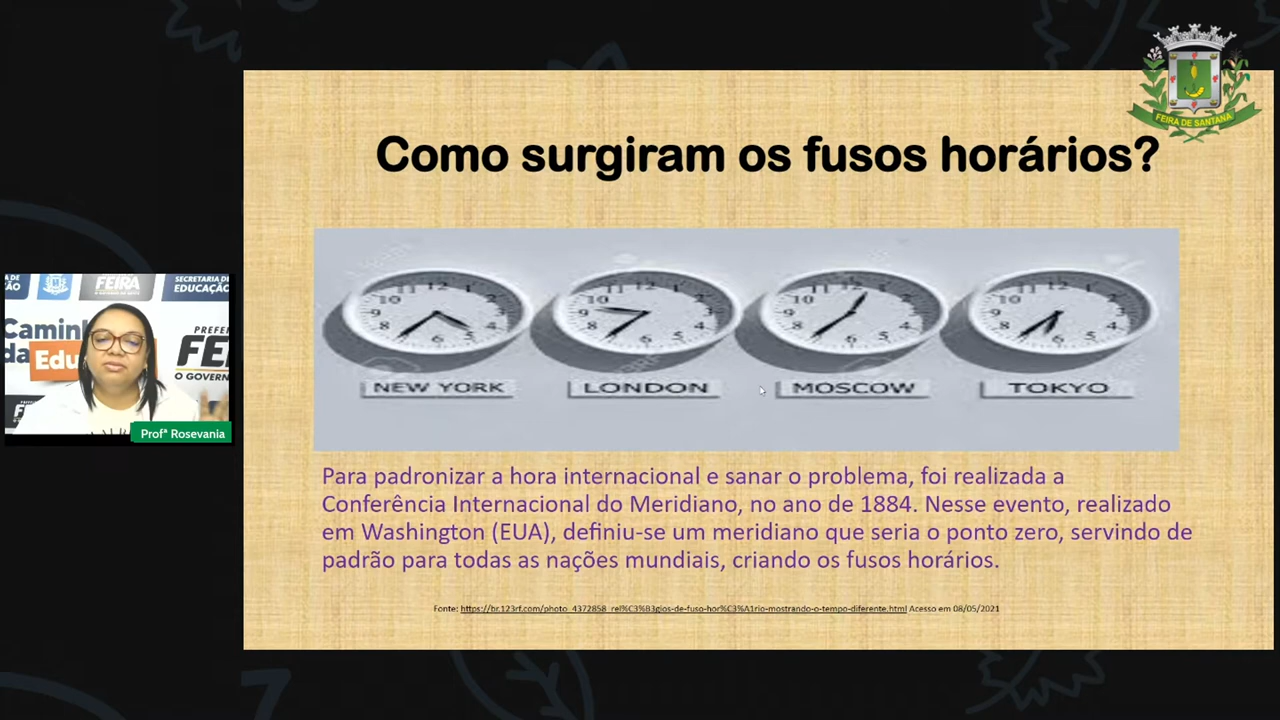 FEIRA DE SANTANA
Como surgiram os fusos horários?
NEW YORK
LONDON
MOSCOW
TOKYO
Para padronizar a hora internacional e sanar o problema, foi realizada a
Conferência Internacional do Meridiano, no ano de 1884. Nesse evento, realizado
em Washington (EUA), definiu-se um meridiano que seria o ponto zero, servindo de
padrão para todas as nações mundiais, criando os fusos horários.
Fonte: https://br.123rf.com/photo_4372858_rel%C3%B3gios-de-fuso-hor%C3%A1rio-mostrando-o-tempo-diferente.html Acesso em 08/05/2021
FEIRA
SECRETARIA DE
EDUCAÇÃO
PREFE
FEI
O GOVERN
Caminh
da Edu
Profª Rosevania